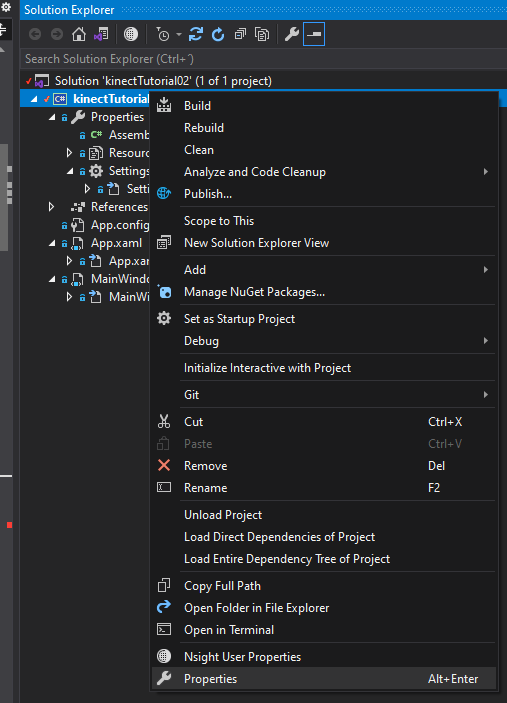 Solution Explorer
Search Solution Explorer (Ctrl+¨)
Solution 'kinectTutorial02' (1 of 1 project)
C# kinectTutorial
Properties
C# Assemb
Resour
Settings
Setti
References
App.config
App.xaml
App.xar
MainWindo
MainWi
Build
Rebuild
Clean
Analyze and Code Cleanup
Publish...
Scope to This
New Solution Explorer View
Add
Manage NuGet Packages...
Set as Startup Project
Debug
Initialize Interactive with Project
Git
Cut Ctrl+X
Paste Ctrl+V
Remove Del
Rename F2
Unload Project
Load Direct Dependencies of Project
Load Entire Dependency Tree of Project
Copy Full Path
Open Folder in File Explorer
Open in Terminal
Nsight User Properties
Properties Alt+Enter